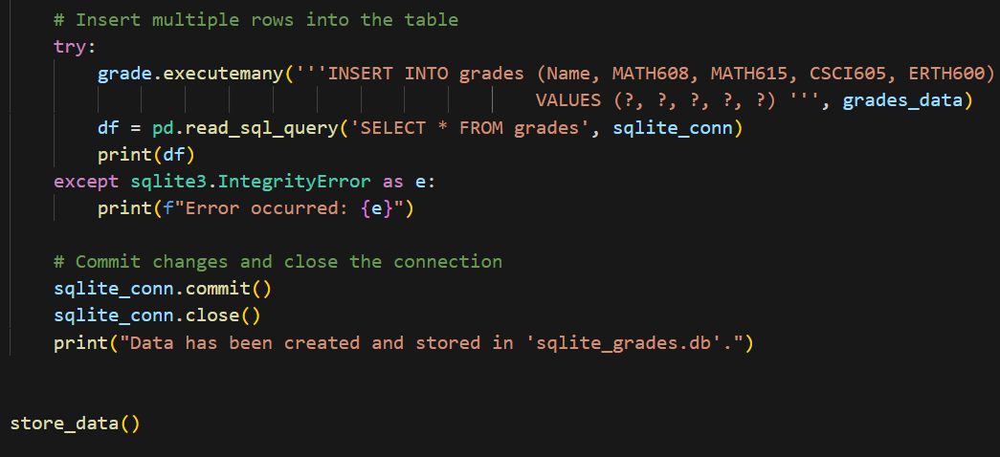 # Insert multiple rows into the table
try:
grade.executemany('''INSERT INTO grades (Name, MATH608, MATH615, CSCI605, ERTH600)
VALUES (?, ?, ?, ?, ?) ''', grades_data)
df = pd.read_sql_query('SELECT * FROM grades', sqlite_conn)
print(df)
except sqlite3.IntegrityError as e:
print(f"Error occurred: {e}")
# Commit changes and close the connection
sqlite_conn.commit()
sqlite_conn.close()
print("Data has been created and stored in 'sqlite_grades.db'.")
store_data()